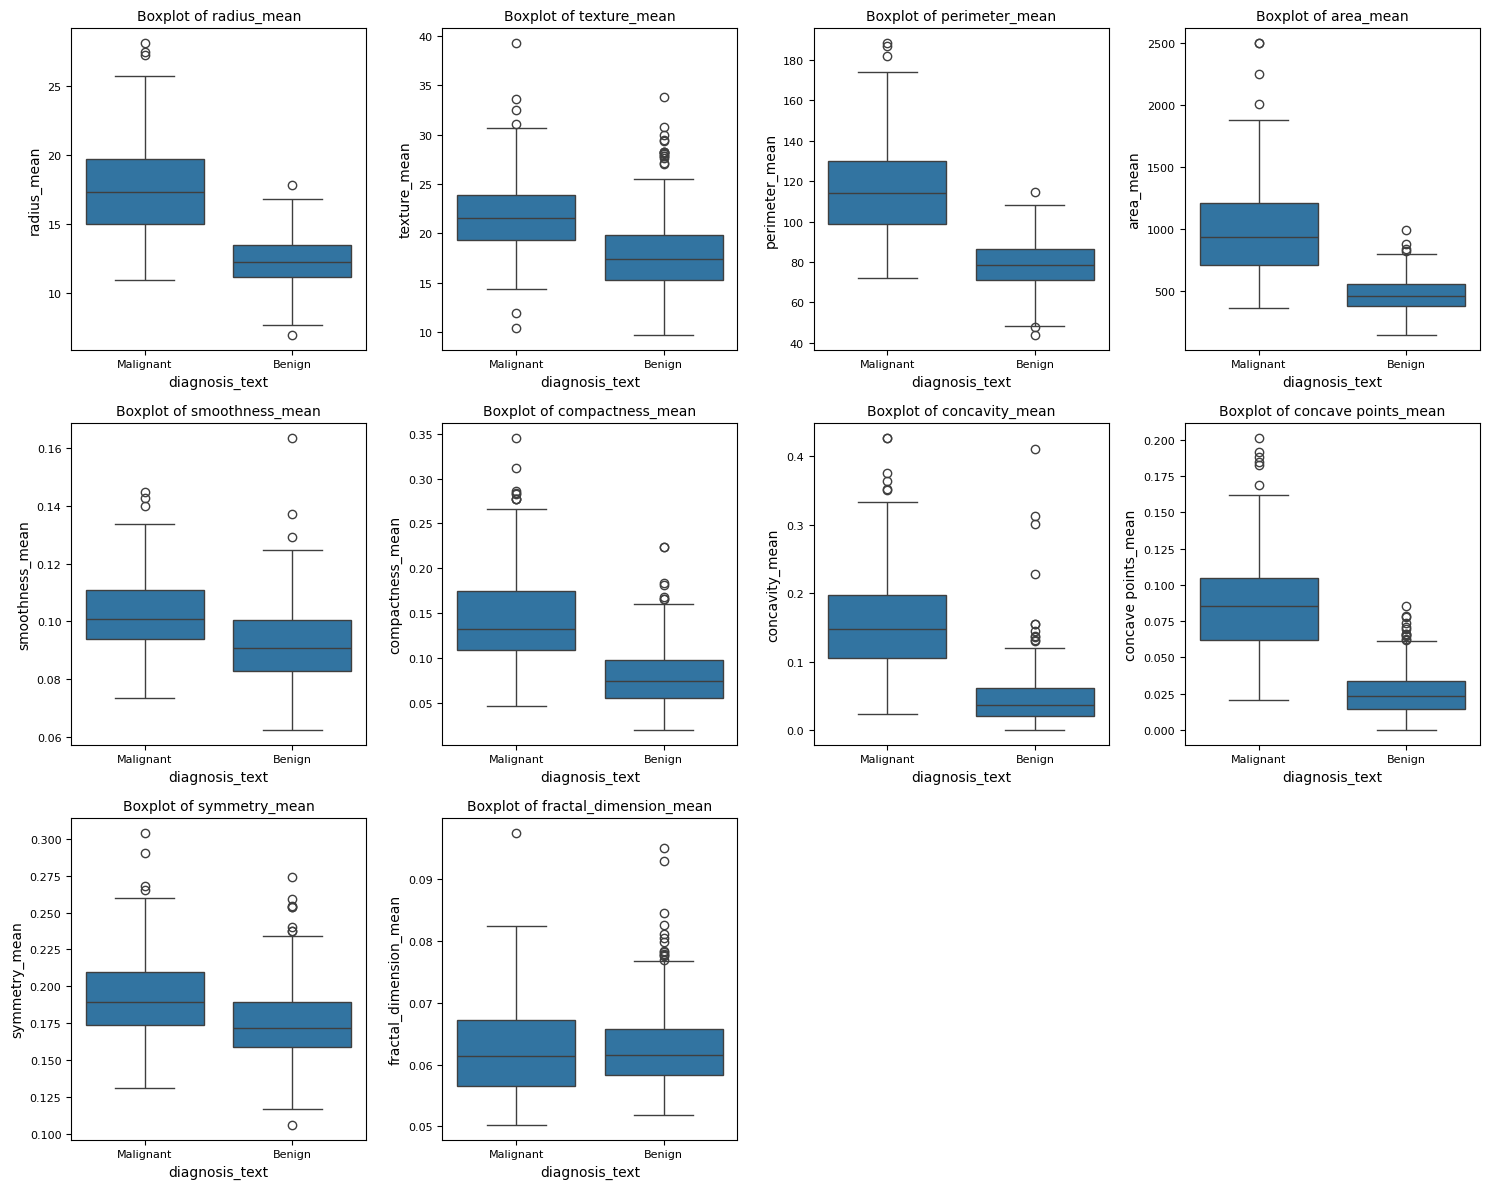 Boxplot of radius_mean
radius_mean
25
20
15
10
Malignant Benign
diagnosis_text
Boxplot of texture_mean
texture_mean
40
35
30
25
20
15
10
Malignant Benign
diagnosis_text
Boxplot of perimeter_mean
perimeter_mean
180
160
140
120
100
80
60
40
Malignant Benign
diagnosis_text
Boxplot of area_mean
area_mean
2500
2000
1500
1000
500
Malignant Benign
diagnosis_text
Boxplot of smoothness_mean
smoothness_mean
0.16
0.14
0.12
0.10
0.08
0.06
Malignant Benign
diagnosis_text
Boxplot of compactness_mean
compactness_mean
0.35
0.30
0.25
0.20
0.15
0.10
0.05
Malignant Benign
diagnosis_text
Boxplot of concavity_mean
concavity_mean
0.4
0.3
0.2
0.1
0.0
Malignant Benign
diagnosis_text
Boxplot of concave points_mean
concave points_mean
0.200
0.175
0.150
0.125
0.100
0.075
0.050
0.025
0.000
Malignant Benign
diagnosis_text
Boxplot of symmetry_mean
symmetry_mean
0.300
0.275
0.250
0.225
0.200
0.175
0.150
0.125
0.100
Malignant Benign
diagnosis_text
Boxplot of fractal_dimension_mean
fractal_dimension_mean
0.09
0.08
0.07
0.06
0.05
Malignant Benign
diagnosis_text